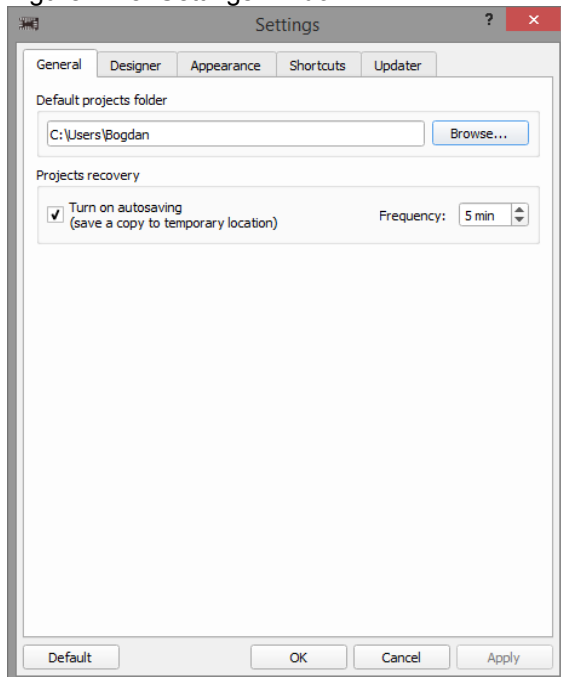 Settings
?
General Designer Appearance Shortcuts Updater
Default projects folder
C:\Users\Bogdan Browse...
Projects recovery
Turn on autosaving
(save a copy to temporary location) Frequency: 5 min
Default OK Cancel Apply